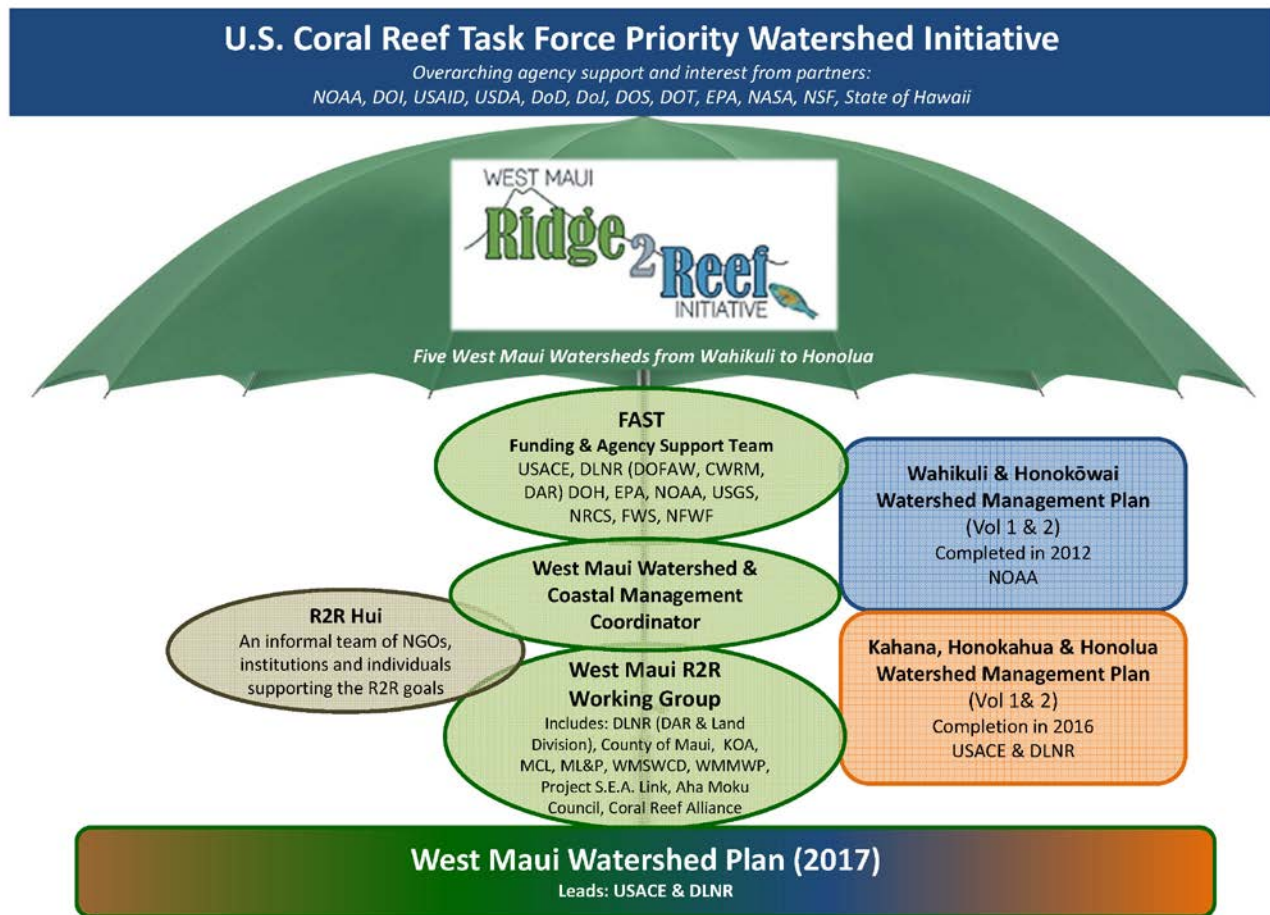 U.S. Coral Reef Task Force Priority Watershed Initiative
Overarching agency support and interest from partners:
NOAA, DOI, USAID, USDA, DoD, DoJ, DOS, DOT, EPA, NASA, NSF, State of Hawaii
WEST MAUI
Ridge 2 Reef
INITIATIVE
Five West Maui Watersheds from Wahikuli to Honolua
FAST
Funding & Agency Support Team
USACE, DLNR (DOFAW, CWRM,
DAR) DOH, EPA, NOAA, USGS,
NRCS, FWS, NFWF
Wahikuli & Honokōwai
Watershed Management Plan
(Vol 1 & 2)
Completed in 2012
NOAA
West Maui Watershed &
Coastal Management
Coordinator
R2R Hui
An informal team of NGOs,
institutions and individuals
supporting the R2R goals
West Maui R2R
Working Group
Includes: DLNR (DAR & Land
Division), County of Maui, KOA,
MCL, ML&P, WMSWCD, WMMWP,
Project S.E.A. Link, Aha Moku
Council, Coral Reef Alliance
Kahana, Honokahua & Honolua
Watershed Management Plan
(Vol 1& 2)
Completion in 2016
USACE & DLNR
West Maui Watershed Plan (2017)
Leads: USACE & DLNR